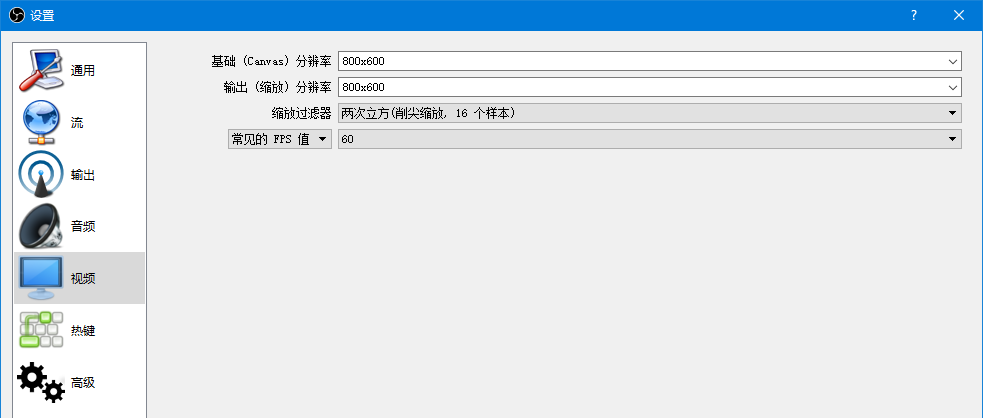 设置
通用
流
输出
音频
视频
热键
高级
基础 (Canvas) 分辨率 800x600
输出 (缩放) 分辨率 800x600
缩放过滤器 两次立方(削尖缩放, 16 个样本)
常见的 FPS 值 60